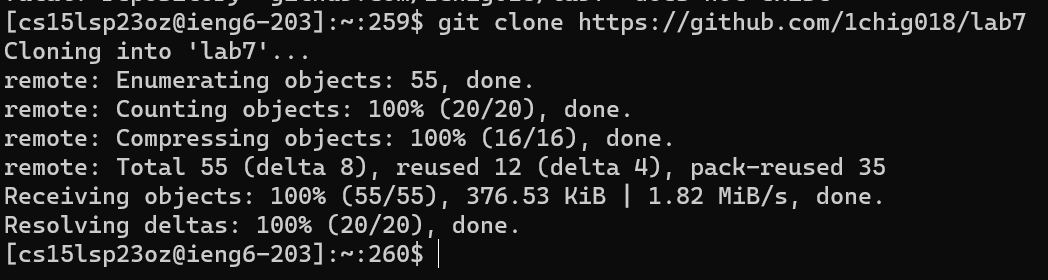 [cs15lsp23oz@ieng6-203]:~:259$ git clone https://github.com/1chig018/lab7
Cloning into 'lab7'...
remote: Enumerating objects: 55, done.
remote: Counting objects: 100% (20/20), done.
remote: Compressing objects: 100% (16/16), done.
remote: Total 55 (delta 8), reused 12 (delta 4), pack-reused 35
Receiving objects: 100% (55/55), 376.53 KiB | 1.82 MiB/s, done.
Resolving deltas: 100% (20/20), done.
[cs15lsp23oz@ieng6-203]:~:260$